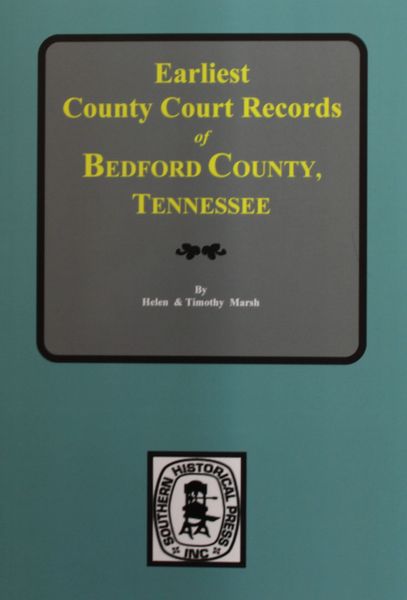 Earliest
County Court Records
of
BEDFORD COUNTY,
TENNESSEE
By
Helen & Timothy Marsh
SOUTHERN HISTORICAL PRESS
INC